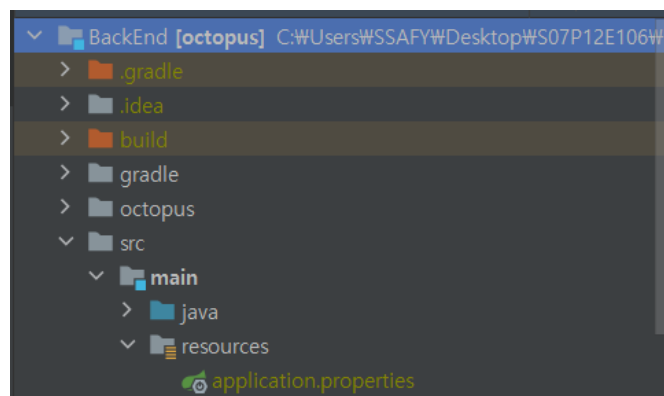 BackEnd [octopus] C:₩Users₩SSAFY₩Desktop₩S07P12E106₩
.gradle
.idea
build
gradle
octopus
src
main
java
resources
application.properties